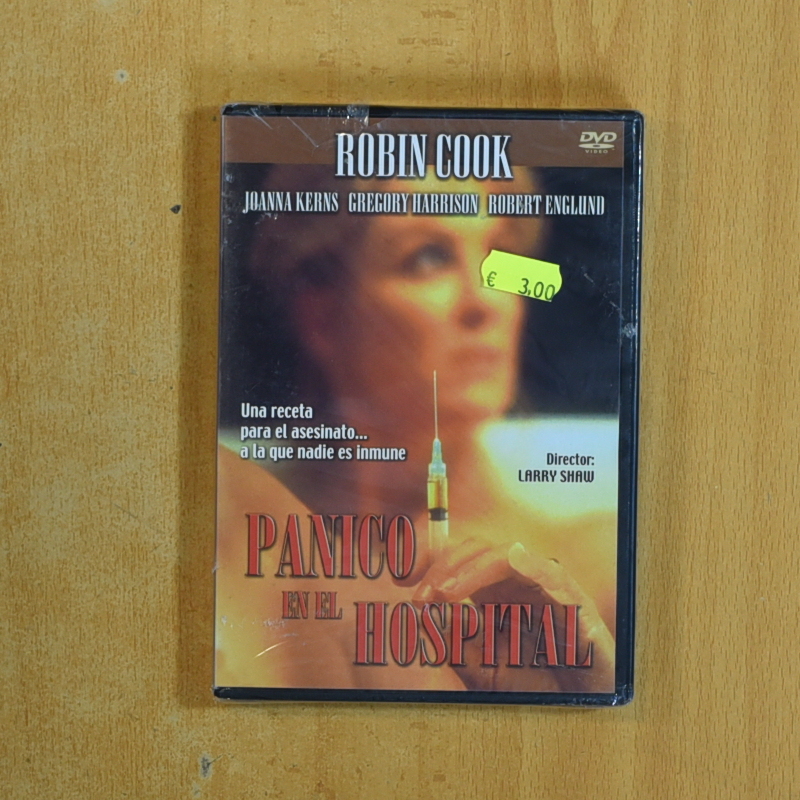 ROBIN COOK
DVD
VIDEO
JOANNA KERNS GREGORY HARRISON ROBERT ENGLUND
€ 3,00
Una receta
para el asesinato...
a la que nadie es inmune
Director:
LARRY SHAW
PANICO
EN EL
HOSPITAL